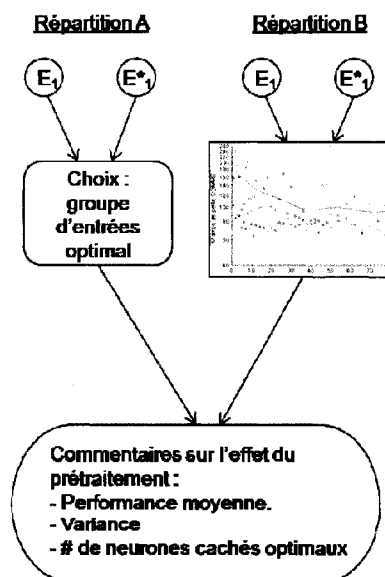 Répartition A Répartition B
E1 E*1 E1 E*1
Choix :
groupe
d'entrées
optimal
Commentaires sur l'effet du
prétraitement :
- Performance moyenne.
- Variance
- # de neurones cachés optimaux